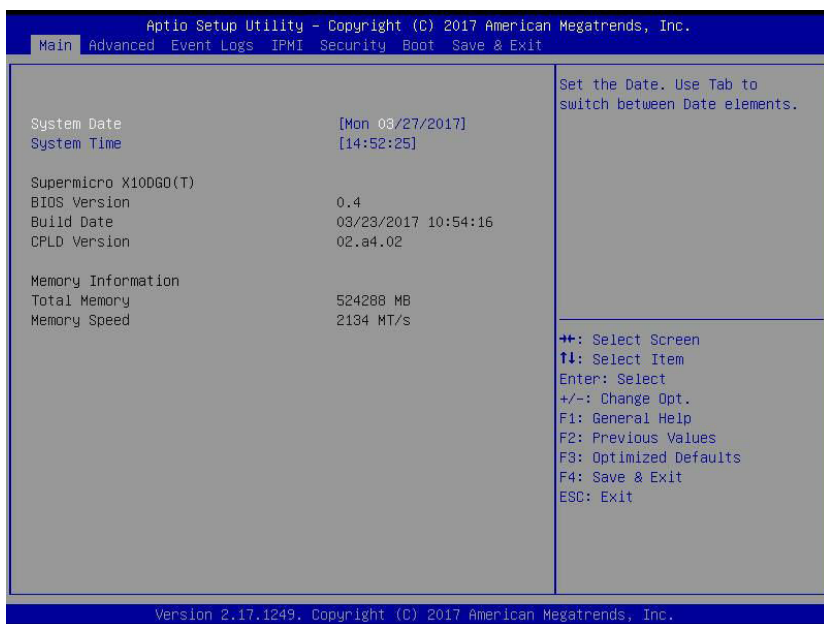 Aptio Setup Utility – Copyright (C) 2017 American Megatrends, Inc.
Main Advanced Event Logs IPMI Security Boot Save & Exit
System Date [Mon 03/27/2017]
System Time [14:52:25]
Supermicro X10DGO(T)
BIOS Version 0.4
Build Date 03/23/2017 10:54:16
CPLD Version 02.a4.02
Memory Information
Total Memory 524288 MB
Memory Speed 2134 MT/s
Set the Date. Use Tab to
switch between Date elements.
→←: Select Screen
↑↓: Select Item
Enter: Select
+/-: Change Opt.
F1: General Help
F2: Previous Values
F3: Optimized Defaults
F4: Save & Exit
ESC: Exit
Version 2.17.1249. Copyright (C) 2017 American Megatrends, Inc.